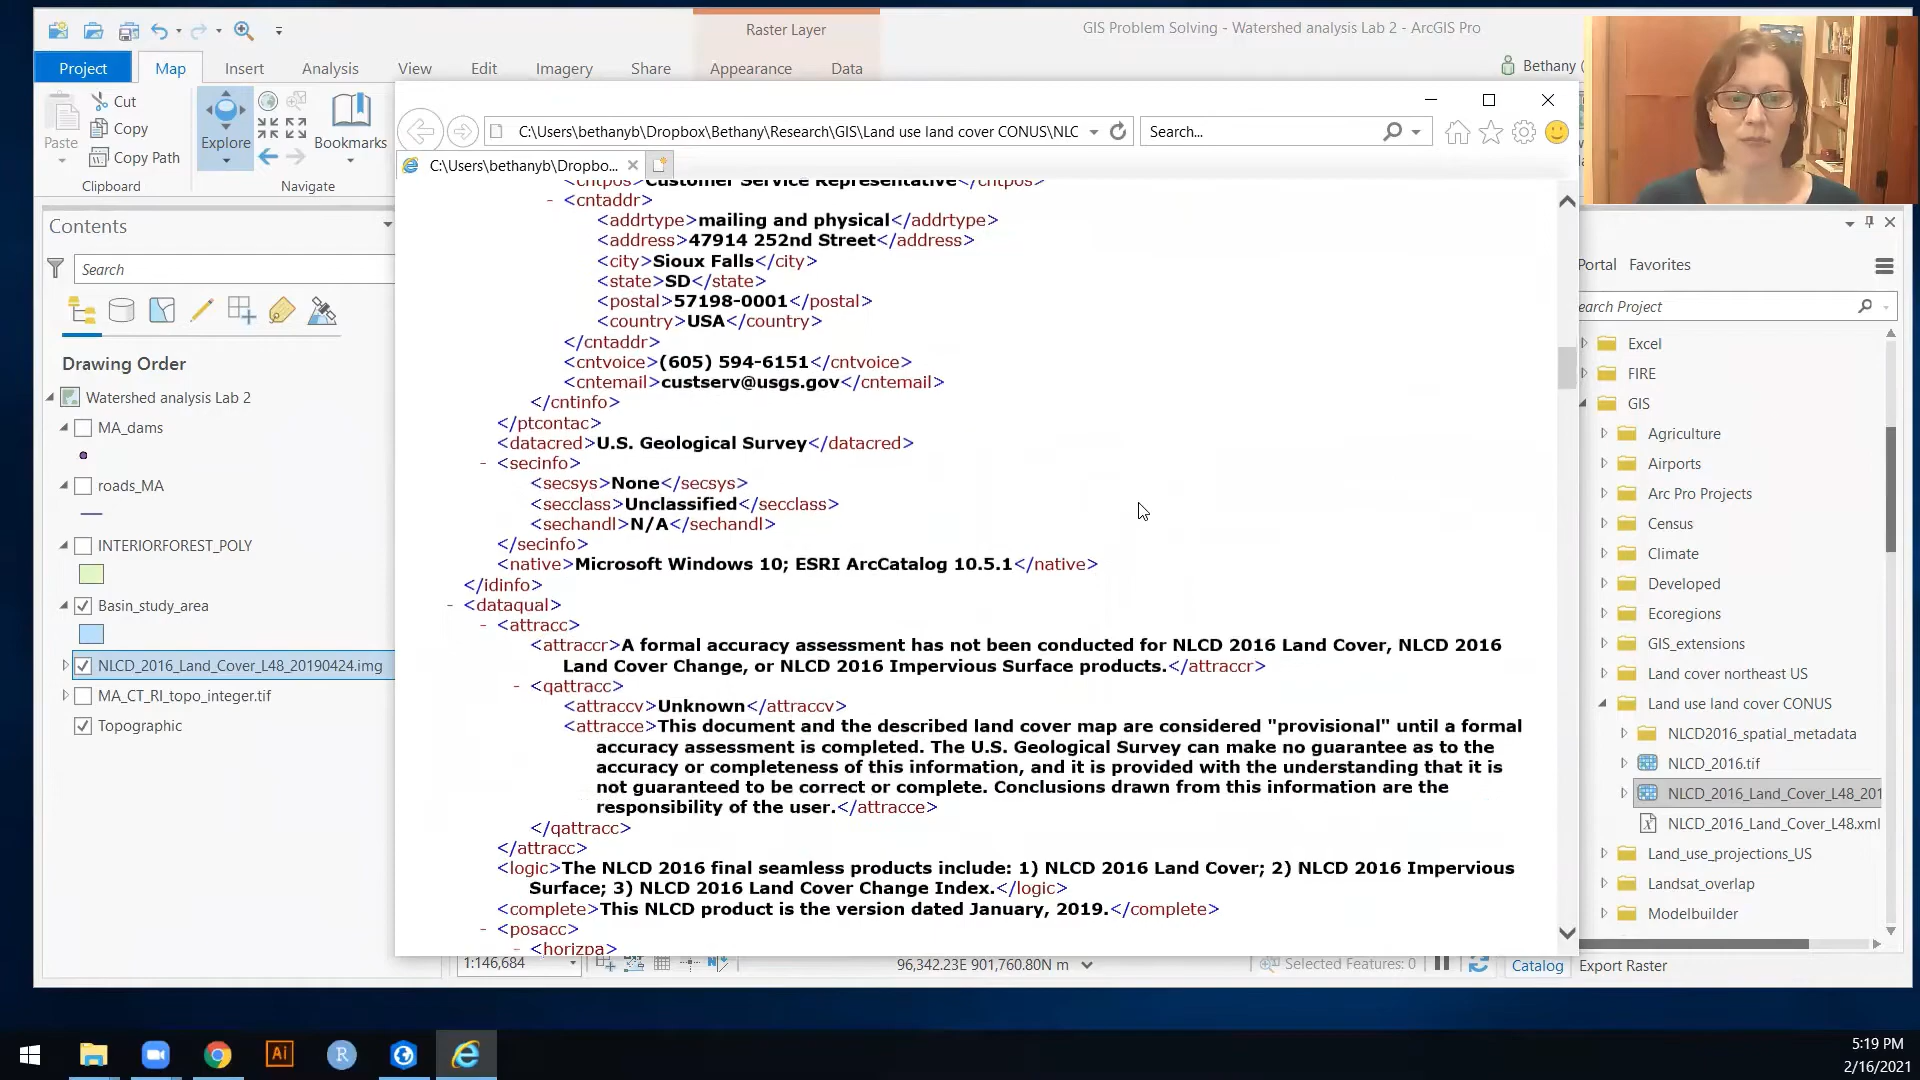 Raster Layer
GIS Problem Solving - Watershed analysis Lab 2 - ArcGIS Pro
Project Map Insert Analysis View Edit Imagery Share Appearance Data
Bethany (
Cut
Copy
Copy Path
Paste
Explore
Bookmarks
Clipboard
Navigate
C:\Users\bethanyb\Dropbox\Bethany\Research\GIS\Land use land cover CONUS\NLC
Search...
C:\Users\bethanyb\Dropbo...
Contents
Search
Drawing Order
Watershed analysis Lab 2
MA_dams
roads_MA
INTERIORFOREST_POLY
Basin_study_area
NLCD_2016_Land_Cover_L48_20190424.img
MA_CT_RI_topo_integer.tif
Topographic
<cntpos>Customer Service Representative</cntpos>
- <cntaddr>
<addrtype>mailing and physical</addrtype>
<address>47914 252nd Street</address>
<city>Sioux Falls</city>
<state>SD</state>
<postal>57198-0001</postal>
<country>USA</country>
</cntaddr>
<cntvoice>(605) 594-6151</cntvoice>
<cntemail>custserv@usgs.gov</cntemail>
</cntinfo>
</ptcontac>
<datacred>U.S. Geological Survey</datacred>
- <secinfo>
<secsys>None</secsys>
<secclass>Unclassified</secclass>
<sechandl>N/A</sechandl>
</secinfo>
<native>Microsoft Windows 10; ESRI ArcCatalog 10.5.1</native>
</idinfo>
- <dataqual>
- <attracc>
<attraccr>A formal accuracy assessment has not been conducted for NLCD 2016 Land Cover, NLCD 2016
Land Cover Change, or NLCD 2016 Impervious Surface products.</attraccr>
- <qattracc>
<attraccv>Unknown</attraccv>
<attracce>This document and the described land cover map are considered "provisional" until a formal
accuracy assessment is completed. The U.S. Geological Survey can make no guarantee as to the
accuracy or completeness of this information, and it is provided with the understanding that it is
not guaranteed to be correct or complete. Conclusions drawn from this information are the
responsibility of the user.</attracce>
</qattracc>
</attracc>
<logic>The NLCD 2016 final seamless products include: 1) NLCD 2016 Land Cover; 2) NLCD 2016 Impervious
Surface; 3) NLCD 2016 Land Cover Change Index.</logic>
<complete>This NLCD product is the version dated January, 2019.</complete>
- <posacc>
- <horizpa>
Portal Favorites
earch Project
Excel
FIRE
GIS
Agriculture
Airports
Arc Pro Projects
Census
Climate
Developed
Ecoregions
GIS_extensions
Land cover northeast US
Land use land cover CONUS
NLCD2016_spatial_metadata
NLCD_2016.tif
NLCD_2016_Land_Cover_L48_201
NLCD_2016_Land_Cover_L48.xml
Land_use_projections_US
Landsat_overlap
Modelbuilder
1:146,684
96,342.23E 901,760.80N m
Selected Features: 0
Catalog Export Raster
Ai
R
5:19 PM
2/16/2021